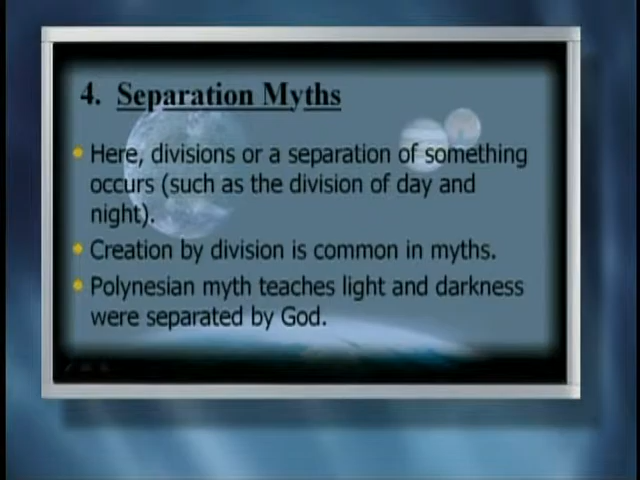 4. Separation Myths
• Here, divisions or a separation of something
occurs (such as the division of day and
night).
• Creation by division is common in myths.
• Polynesian myth teaches light and darkness
were separated by God.